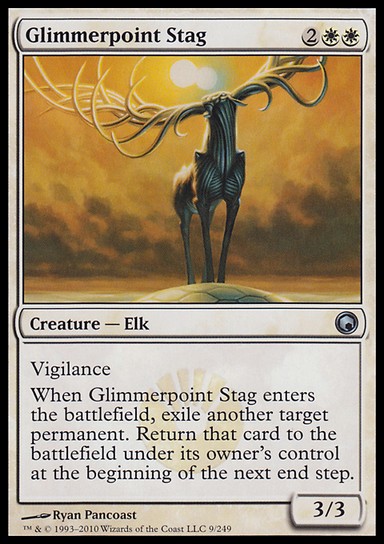 Glimmerpoint Stag 2
Creature — Elk
Vigilance
When Glimmerpoint Stag enters
the battlefield, exile another target
permanent. Return that card to the
battlefield under its owner's control
at the beginning of the next end step.
Ryan Pancoast
3/3
™ & © 1993–2010 Wizards of the Coast LLC 9/249